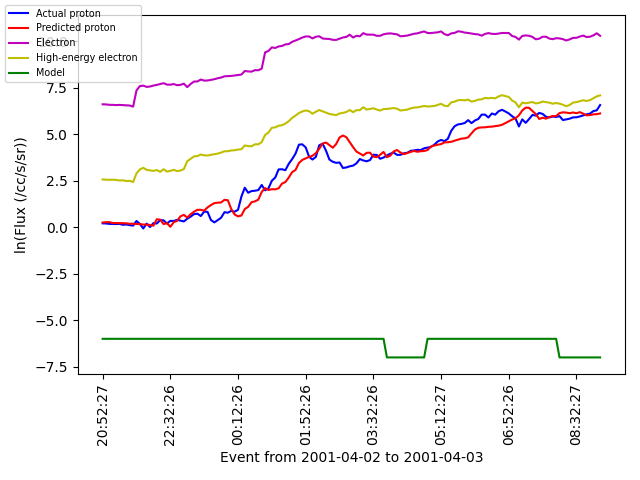 Actual proton
Predicted proton
Electron
High-energy electron
Model
7.5
5.0
2.5
0.0
−2.5
−5.0
−7.5
ln(Flux (/cc/s/sr))
20:52:27
22:32:26
00:12:26
01:52:26
03:32:26
05:12:27
06:52:26
08:32:27
Event from 2001-04-02 to 2001-04-03